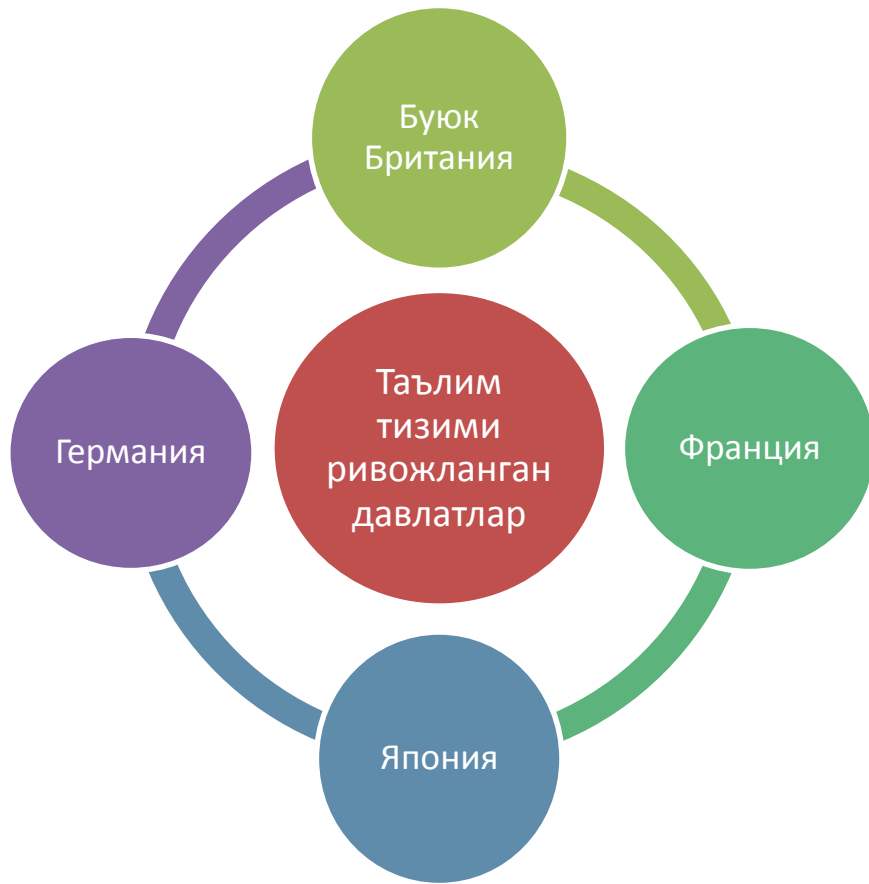 Буюк
Британия
Таълим
тизими
ривожланган
давлатлар
Германия
Франция
Япония